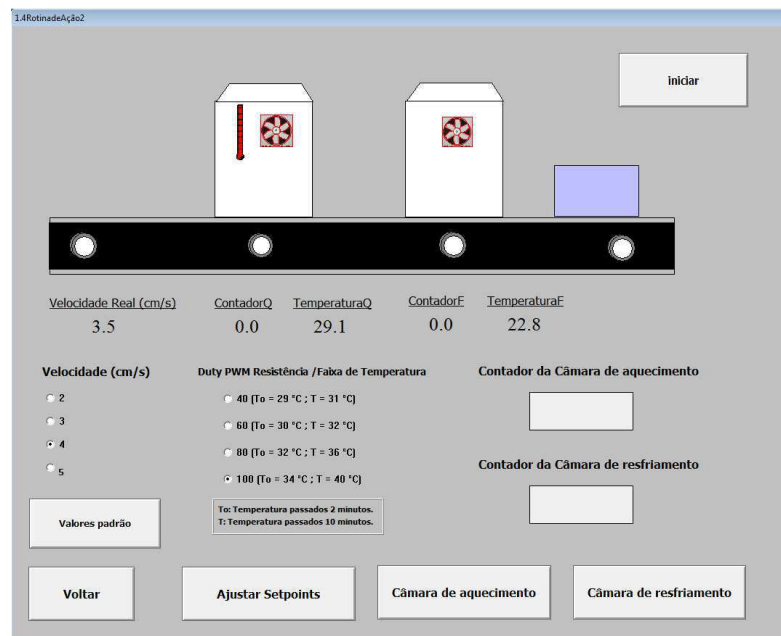 1.4RotinadeAção2
iniciar
Velocidade Real (cm/s) ContadorQ TemperaturaQ ContadorF TemperaturaF
3.5 0.0 29.1 0.0 22.8
Velocidade (cm/s)
2
3
4
5
Valores padrão
Duty PWM Resistência /Faixa de Temperatura
40 (To = 29 °C ; T = 31 °C)
60 (To = 30 °C ; T = 32 °C)
80 (To = 32 °C ; T = 36 °C)
100 (To = 34 °C ; T = 40 °C)
To: Temperatura passados 2 minutos.
T: Temperatura passados 10 minutos.
Contador da Câmara de aquecimento
Contador da Câmara de resfriamento
Voltar
Ajustar Setpoints
Câmara de aquecimento
Câmara de resfriamento